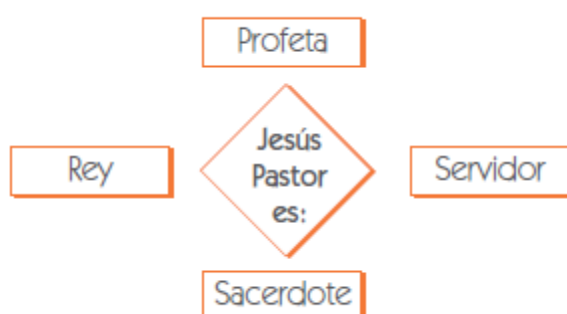 Profeta
Jesús
Pastor
es:
Rey
Servidor
Sacerdote